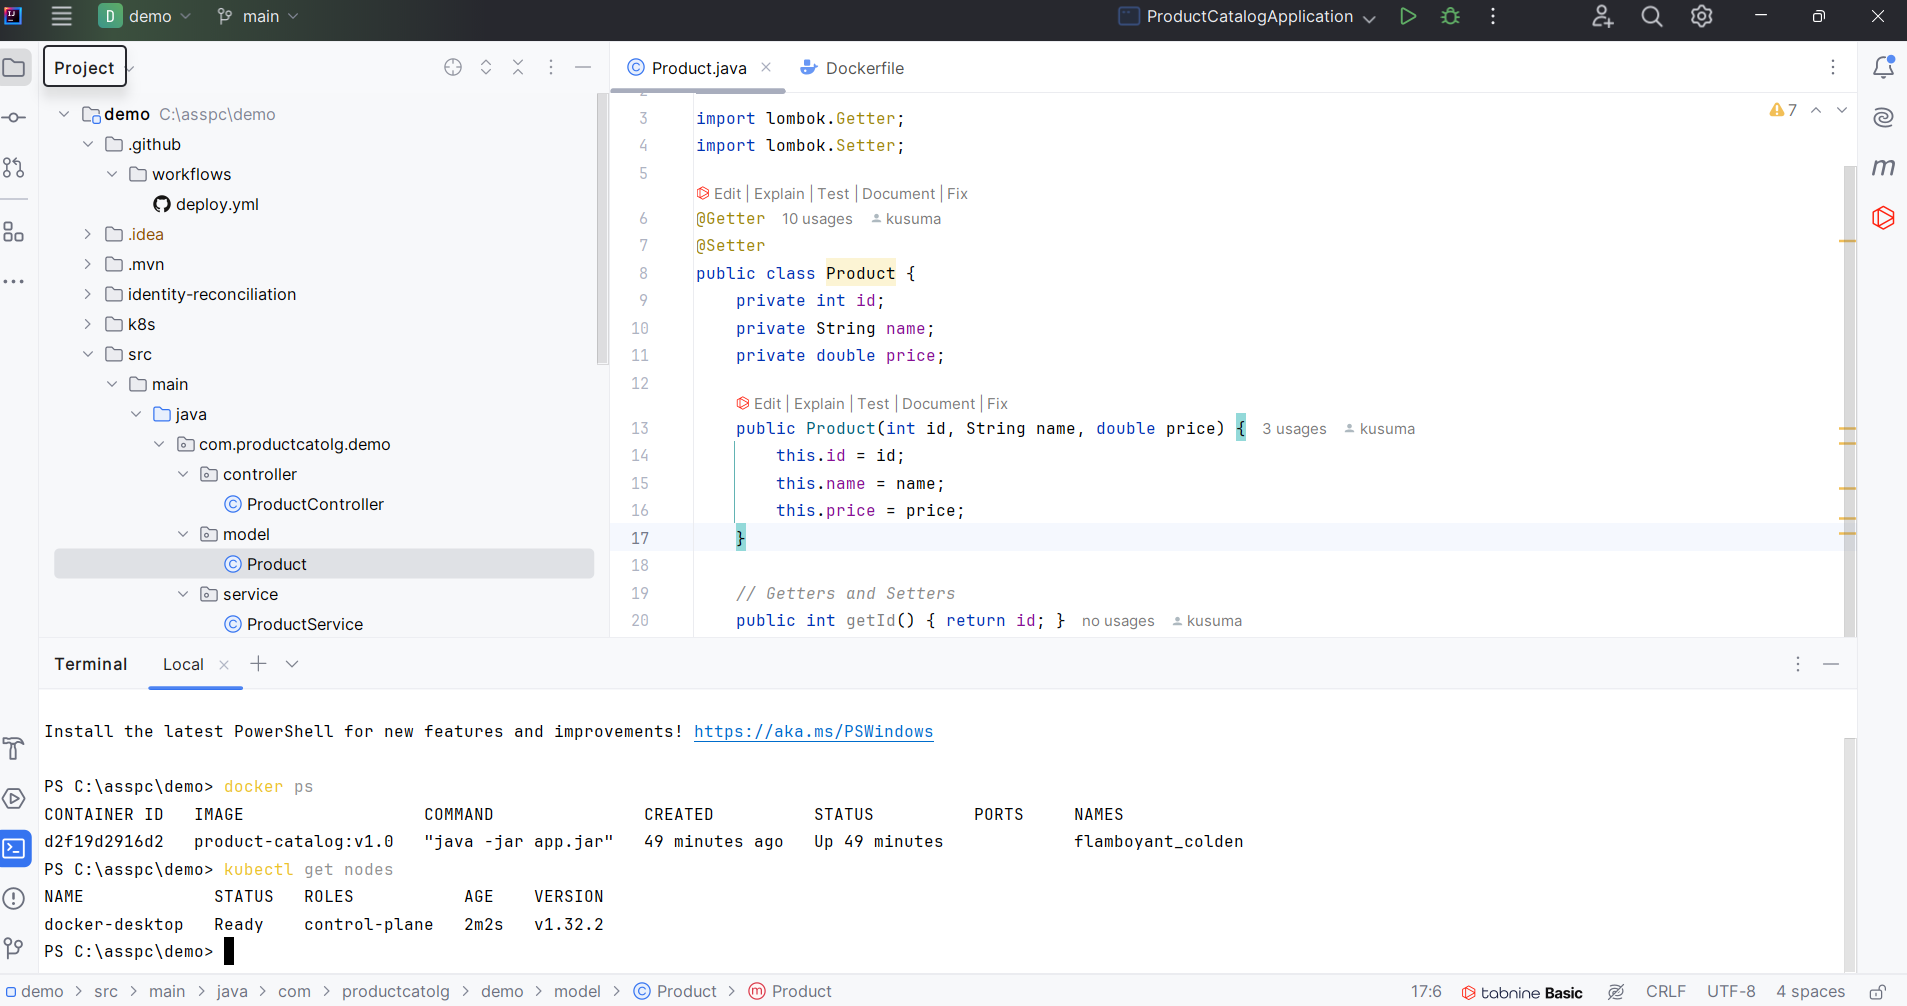 D demo main ProductCatalogApplication
Project
demo C:\asspc\demo
.github
workflows
deploy.yml
.idea
.mvn
identity-reconciliation
k8s
src
main
java
com.productcatolg.demo
controller
ProductController
model
Product
service
ProductService
Product.java Dockerfile
7
3 import lombok.Getter;
4 import lombok.Setter;
5
Edit | Explain | Test | Document | Fix
6 @Getter 10 usages kusuma
7 @Setter
8 public class Product {
9 private int id;
10 private String name;
11 private double price;
12
Edit | Explain | Test | Document | Fix
13 public Product(int id, String name, double price) { 3 usages kusuma
14 this.id = id;
15 this.name = name;
16 this.price = price;
17 }
18
19 // Getters and Setters
20 public int getId() { return id; } no usages kusuma
Terminal Local
Install the latest PowerShell for new features and improvements! https://aka.ms/PSWindows
PS C:\asspc\demo> docker ps
CONTAINER ID IMAGE COMMAND CREATED STATUS PORTS NAMES
d2f19d2916d2 product-catalog:v1.0 "java -jar app.jar" 49 minutes ago Up 49 minutes flamboyant_colden
PS C:\asspc\demo> kubectl get nodes
NAME STATUS ROLES AGE VERSION
docker-desktop Ready control-plane 2m2s v1.32.2
PS C:\asspc\demo>
demo > src > main > java > com > productcatolg > demo > model > Product > Product 17:6 tabnine Basic CRLF UTF-8 4 spaces